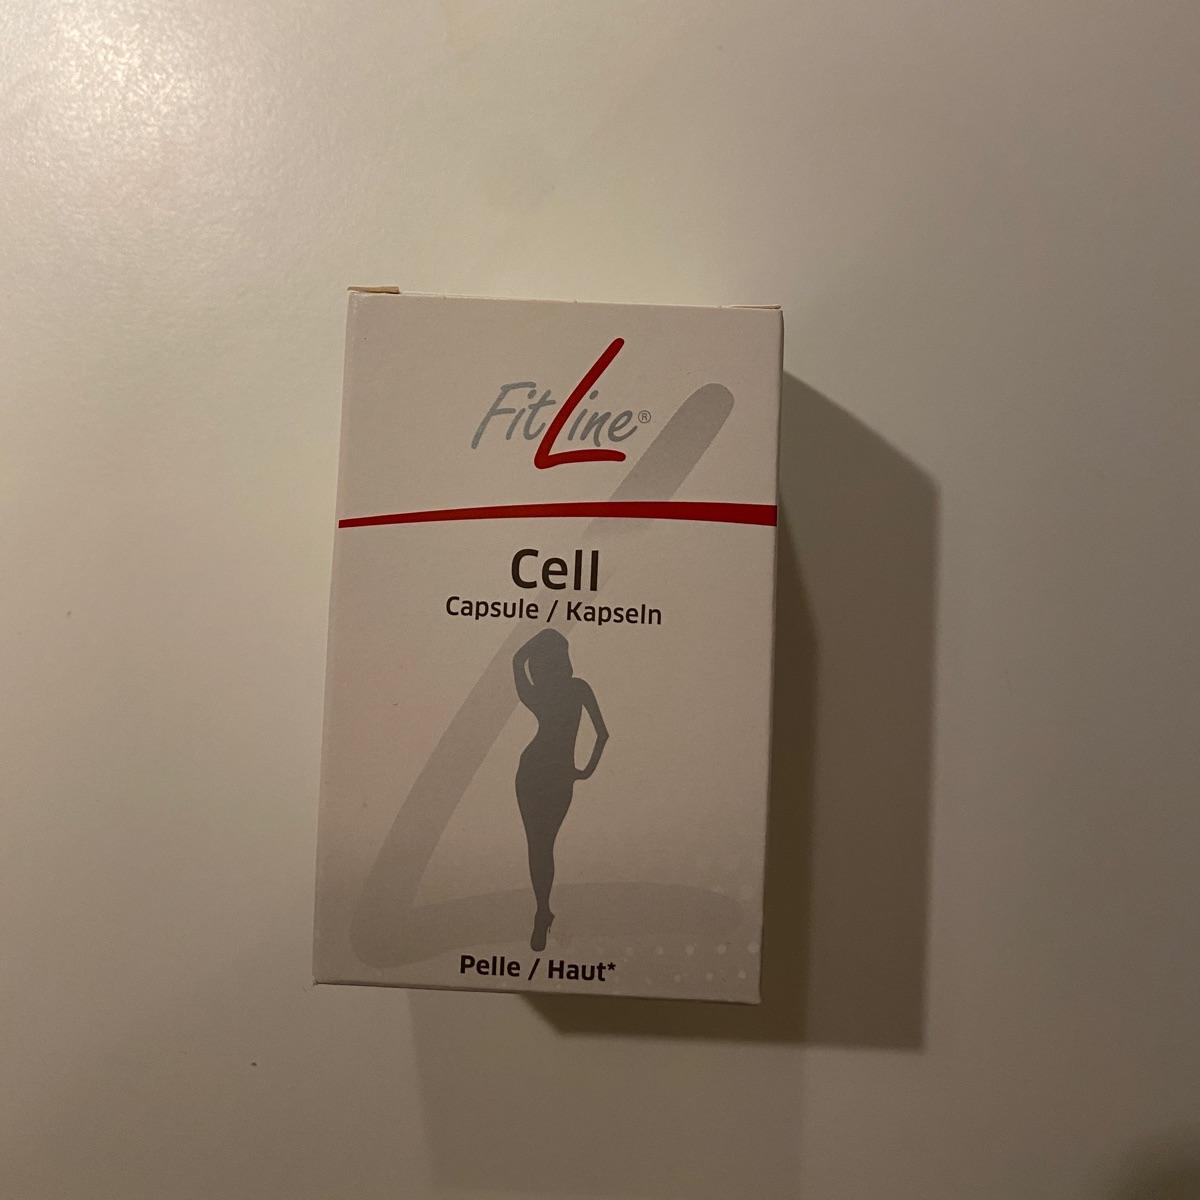 FitLine®
Cell
Capsule / Kapseln
Pelle / Haut*